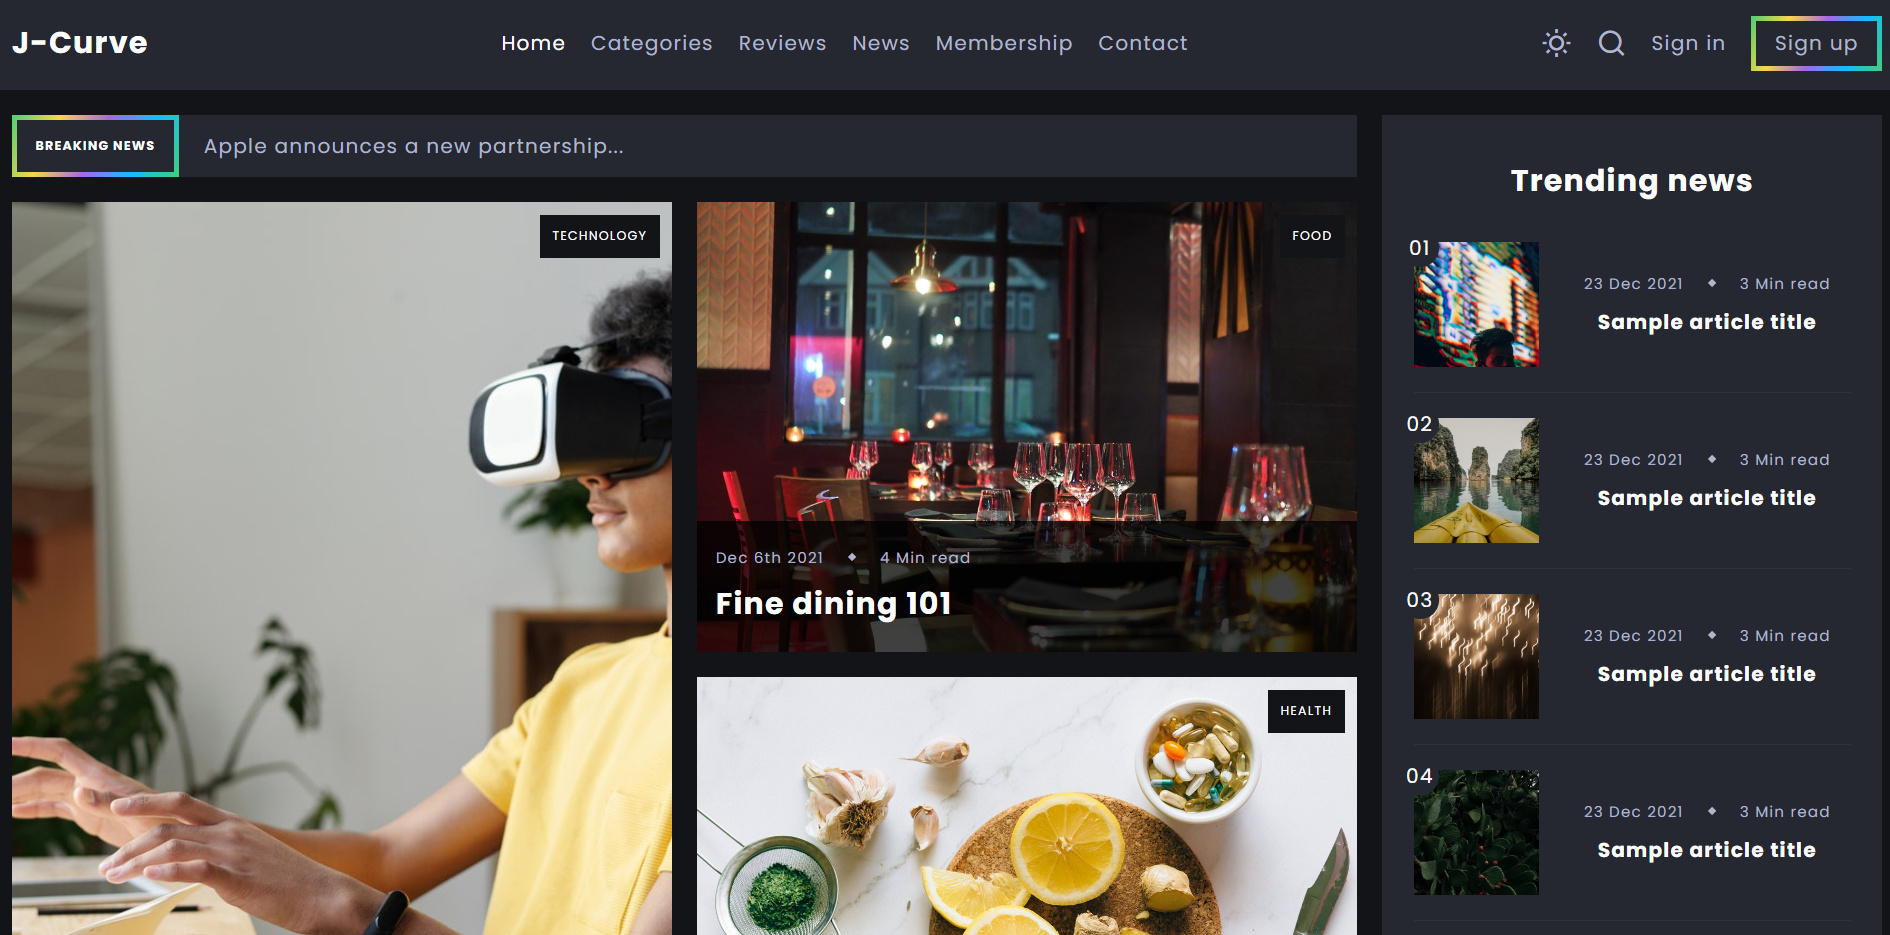 J-Curve
Home Categories Reviews News Membership Contact
Sign in
Sign up
BREAKING NEWS
Apple announces a new partnership...
TECHNOLOGY
FOOD
Dec 6th 2021 ◆ 4 Min read
Fine dining 101
HEALTH
Trending news
01
23 Dec 2021 ◆ 3 Min read
Sample article title
02
23 Dec 2021 ◆ 3 Min read
Sample article title
03
23 Dec 2021 ◆ 3 Min read
Sample article title
04
23 Dec 2021 ◆ 3 Min read
Sample article title